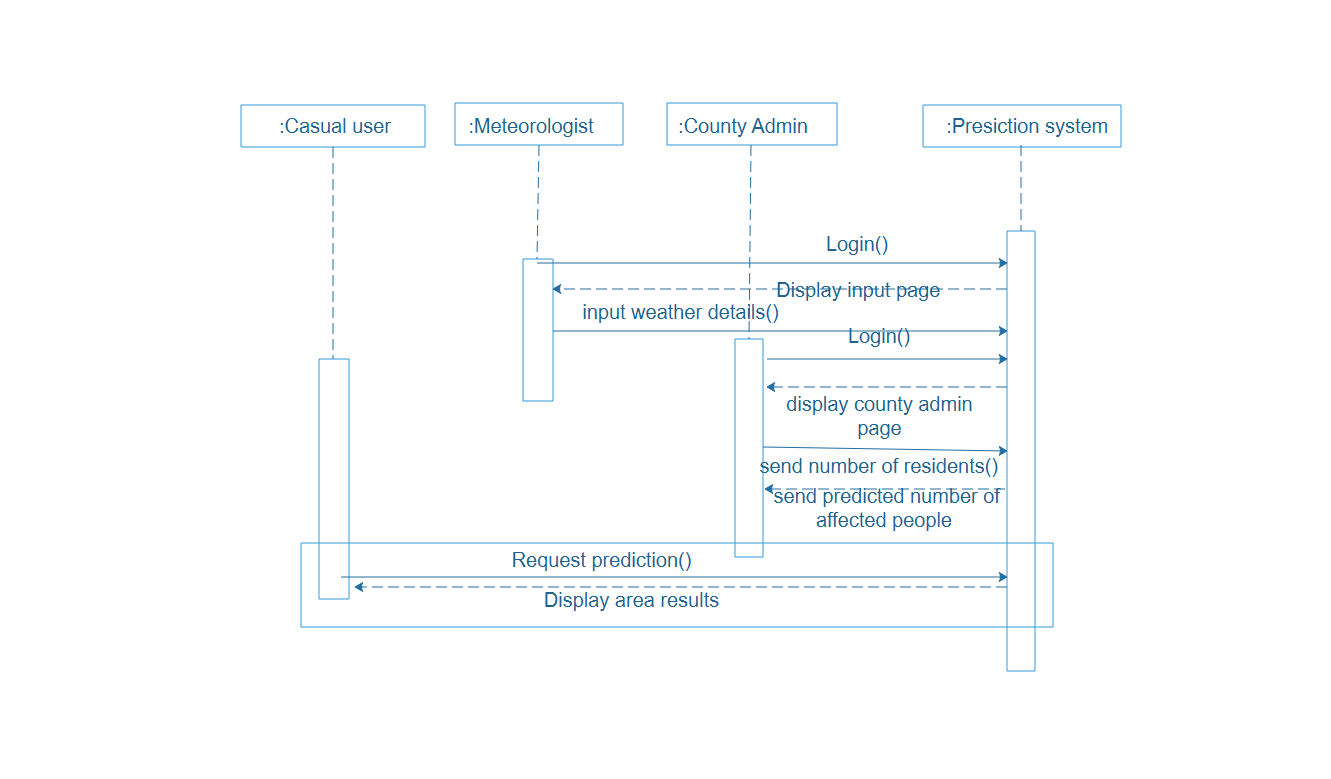 :Casual user
:Meteorologist
:County Admin
:Presiction system
Login()
Display input page
input weather details()
Login()
display county admin
page
send number of residents()
send predicted number of
affected people
Request prediction()
Display area results